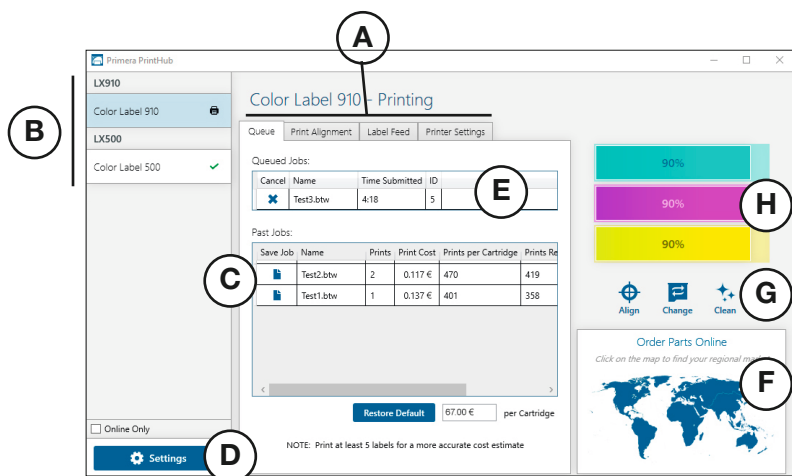 A
Primera PrintHub
LX910
Color Label 910
B
LX500
Color Label 500
Color Label 910 - Printing
Queue Print Alignment Label Feed Printer Settings
Queued Jobs:
Cancel Name Time Submitted ID
Test3.btw 4:18 5
E
Past Jobs:
Save Job Name Prints Print Cost Prints per Cartridge Prints Re
Test2.btw 2 0.117 € 470 419
C
Test1.btw 1 0.137 € 401 358
Restore Default 67.00 € per Cartridge
NOTE: Print at least 5 labels for a more accurate cost estimate
90%
90%
H
90%
Align Change Clean
G
Order Parts Online
Click on the map to find your regional mark
F
Online Only
Settings
D